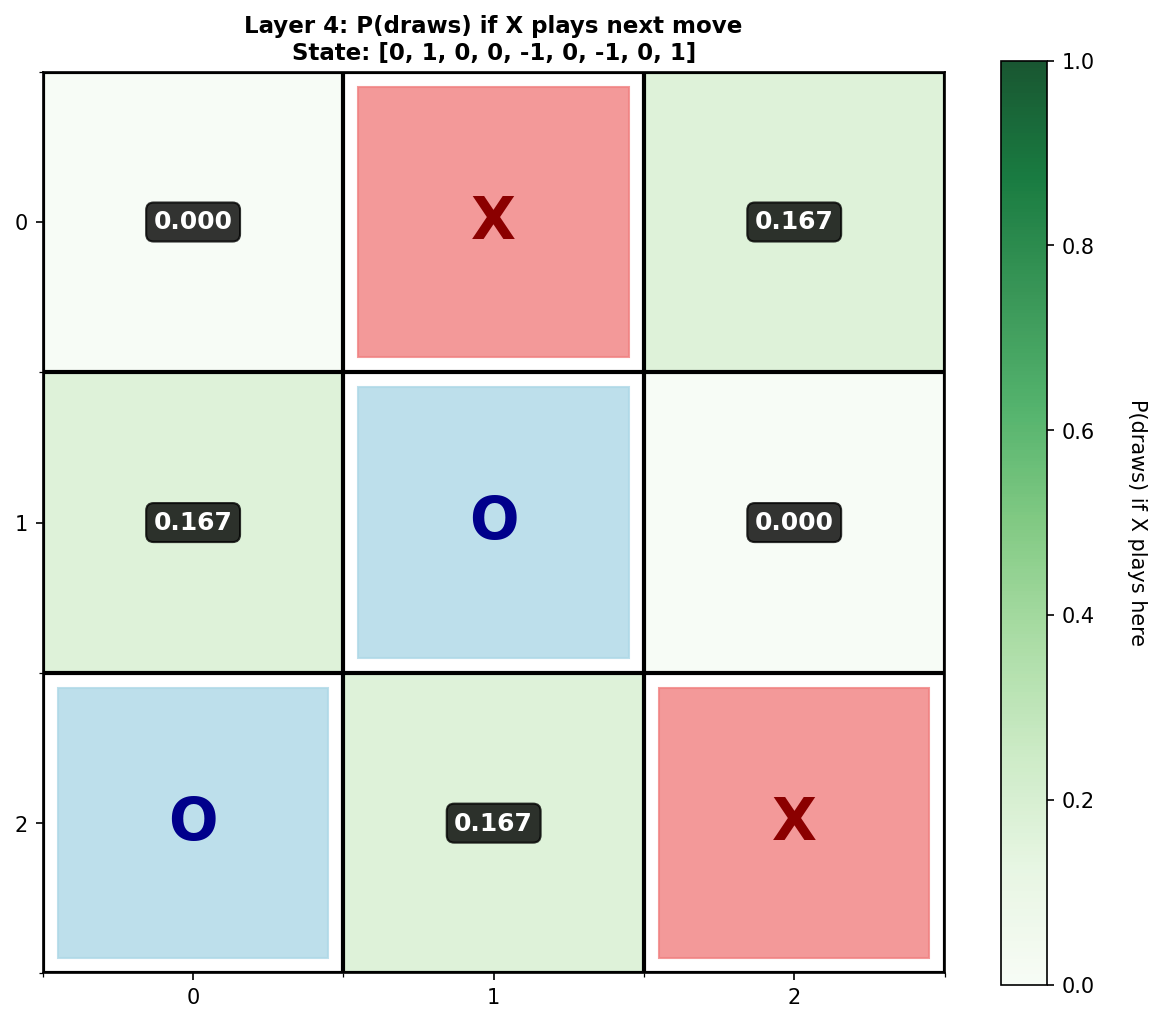 Layer 4: P(draws) if X plays next move
State: [0, 1, 0, 0, -1, 0, -1, 0, 1]
0.000
X
0.167
0
0.167
O
0.000
1
O
0.167
X
2
0
1
2
1.0
0.8
0.6
0.4
0.2
0.0
P(draws) if X plays here